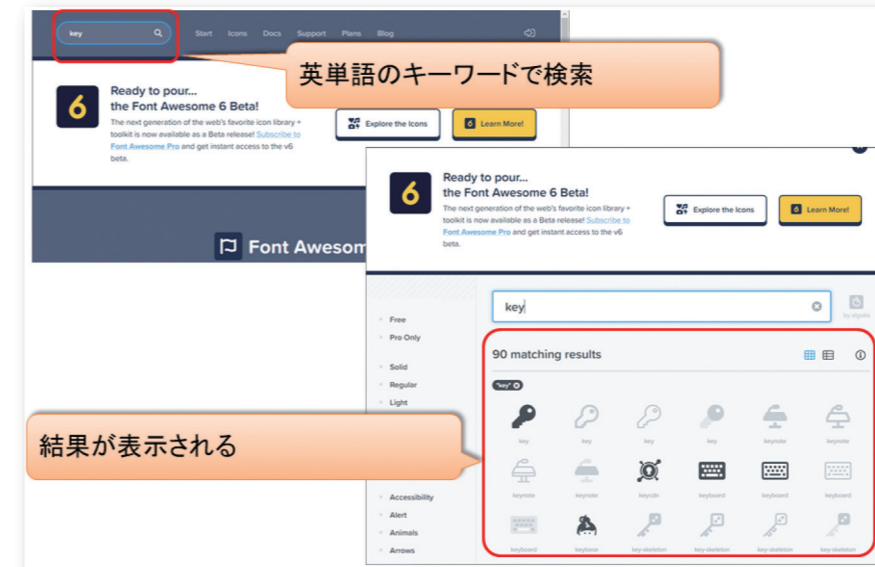 key
Start Icons Docs Support Plans Blog
英単語のキーワードで検索
6
Ready to pour...
the Font Awesome 6 Beta!
The next generation of the web's favorite icon library +
toolkit is now available as a Beta release! Subscribe to
Font Awesome Pro and get instant access to the v6
beta.
Explore the Icons
6 Learn More!
Font Awesom
6
Ready to pour...
the Font Awesome 6 Beta!
The next generation of the web's favorite icon library +
toolkit is now available as a Beta release! Subscribe to
Font Awesome Pro and get instant access to the v6
beta.
Explore the Icons
6 Learn More!
key
by algolia
Free
Pro Only
Solid
Regular
Light
結果が表示される
Accessibility
Alert
Animals
Arrows
90 matching results
"key"
key key key key keynote keynote
keynote keynote keycdn keyboard keyboard keyboard
keyboard keybase key-skeleton key-skeleton key-skeleton key-skeleton